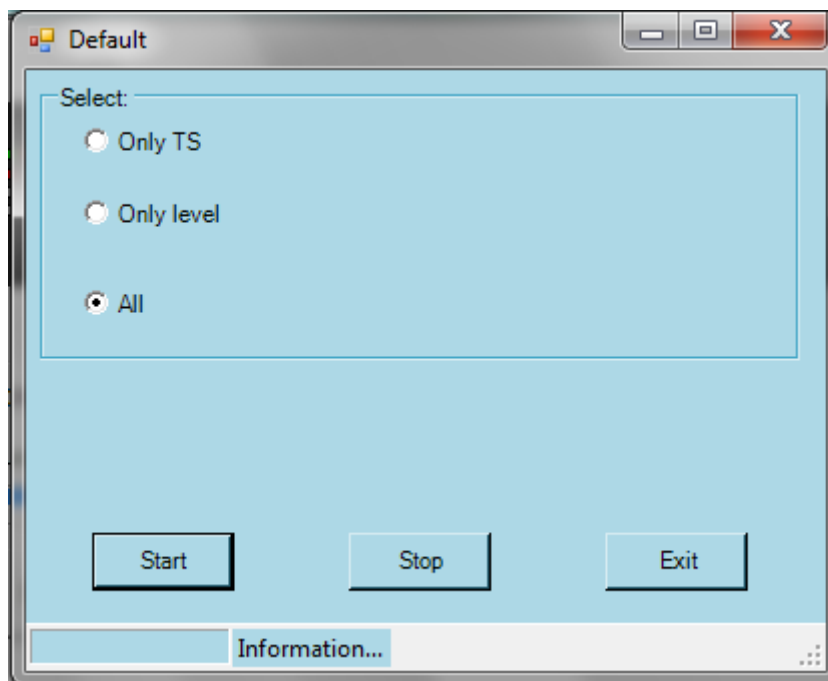 Default
Select:
Only TS
Only level
All
Start Stop Exit
Information...